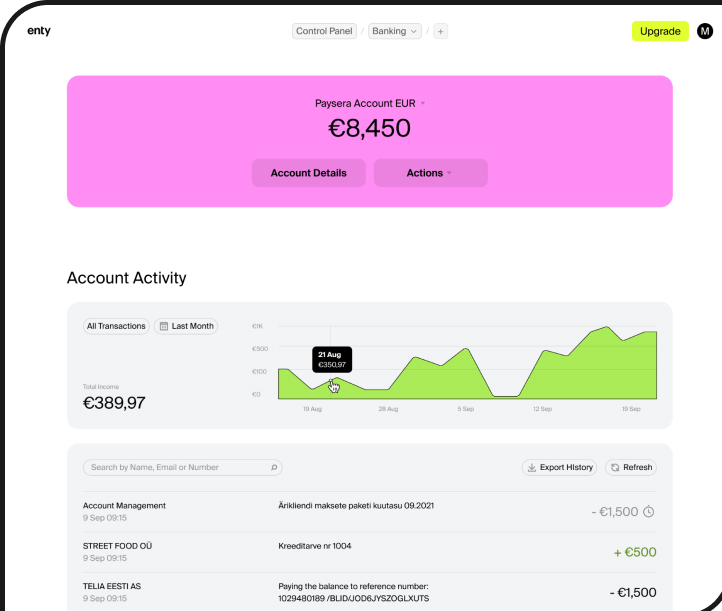 enty
Control Panel / Banking / +
Upgrade M
Paysera Account EUR
€8,450
Account Details Actions
Account Activity
All Transactions Last Month
Total Income
€389,97
€1K
€500
€100
€0
21 Aug
€350,97
19 Aug 28 Aug 5 Sep 12 Sep 19 Sep
Search by Name, Email or Number
Export HIstory Refresh
Account Management
9 Sep 09:15
Ärikliendi maksete paketi kuutasu 09.2021
- €1,500
STREET FOOD OÜ
9 Sep 09:15
Kreeditarve nr 1004
+ €500
TELIA EESTI AS
9 Sep 09:15
Paying the balance to reference number:
1029480189 /BLID/JOD6JYSZOGLXUTS
- €1,500